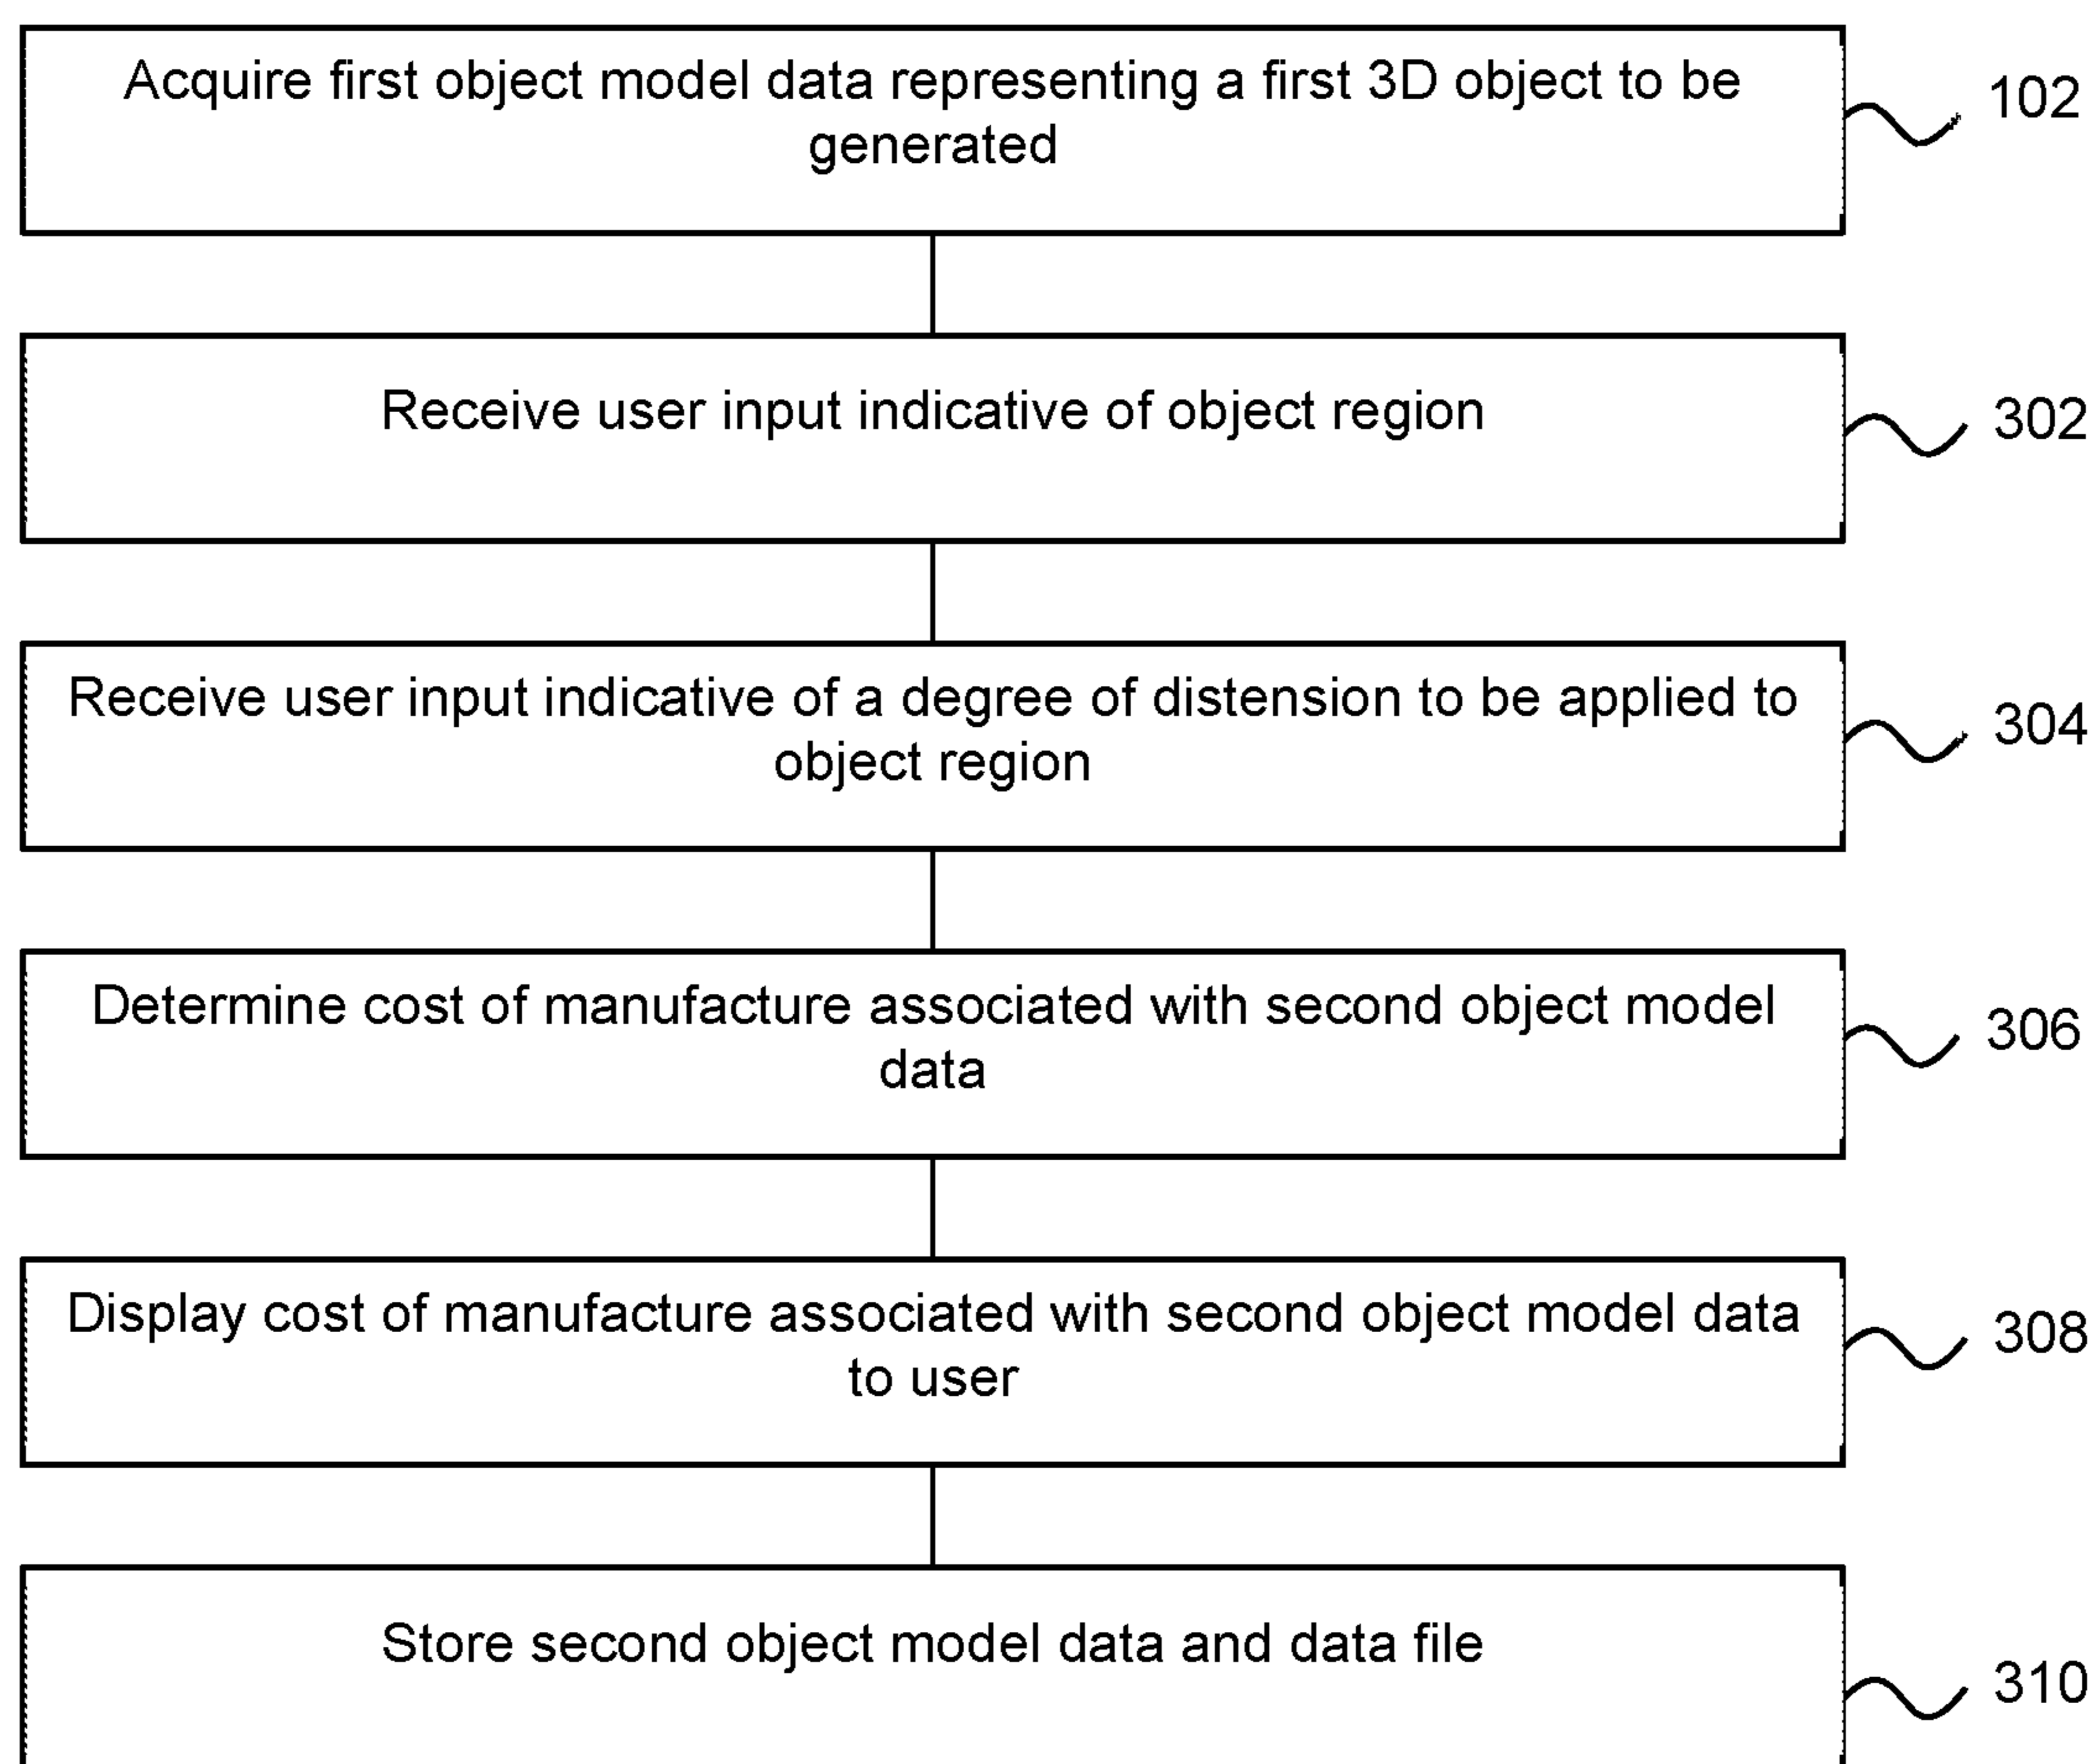 Acquire first object model data representing a first 3D object to be
generated
102
Receive user input indicative of object region
302
Receive user input indicative of a degree of distension to be applied to
object region
304
Determine cost of manufacture associated with second object model
data
306
Display cost of manufacture associated with second object model data
to user
308
Store second object model data and data file
310